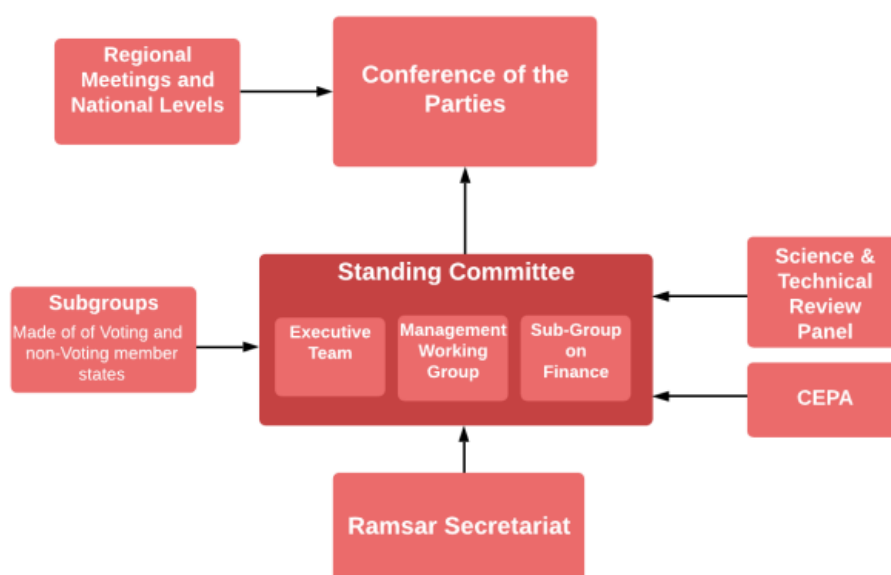 Regional
Meetings and
National Levels
Conference of the
Parties
Standing Committee
Executive
Team
Management
Working
Group
Sub-Group
on
Finance
Subgroups
Made of of Voting and
non-Voting member
states
Science &
Technical
Review
Panel
CEPA
Ramsar Secretariat